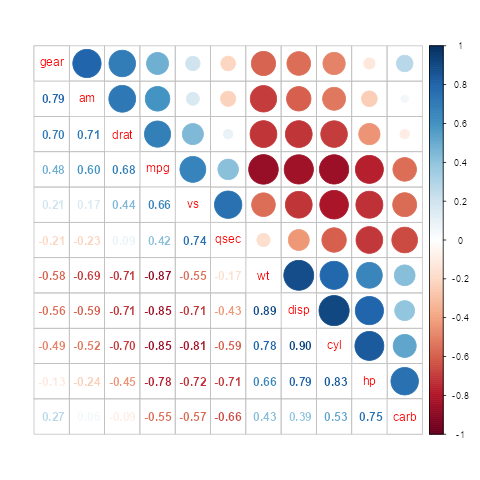 gear 1
0.79 am 0.8
0.70 0.71 drat 0.6
0.48 0.60 0.68 mpg 0.4
0.21 0.17 0.44 0.66 vs 0.2
-0.21 -0.23 0.09 0.42 0.74 qsec 0
-0.58 -0.69 -0.71 -0.87 -0.55 -0.17 wt -0.2
-0.56 -0.59 -0.71 -0.85 -0.71 -0.43 0.89 disp -0.4
-0.49 -0.52 -0.70 -0.85 -0.81 -0.59 0.78 0.90 cyl -0.6
-0.13 -0.24 -0.45 -0.78 -0.72 -0.71 0.66 0.79 0.83 hp -0.8
0.27 0.06 -0.09 -0.55 -0.57 -0.66 0.43 0.39 0.53 0.75 carb -1